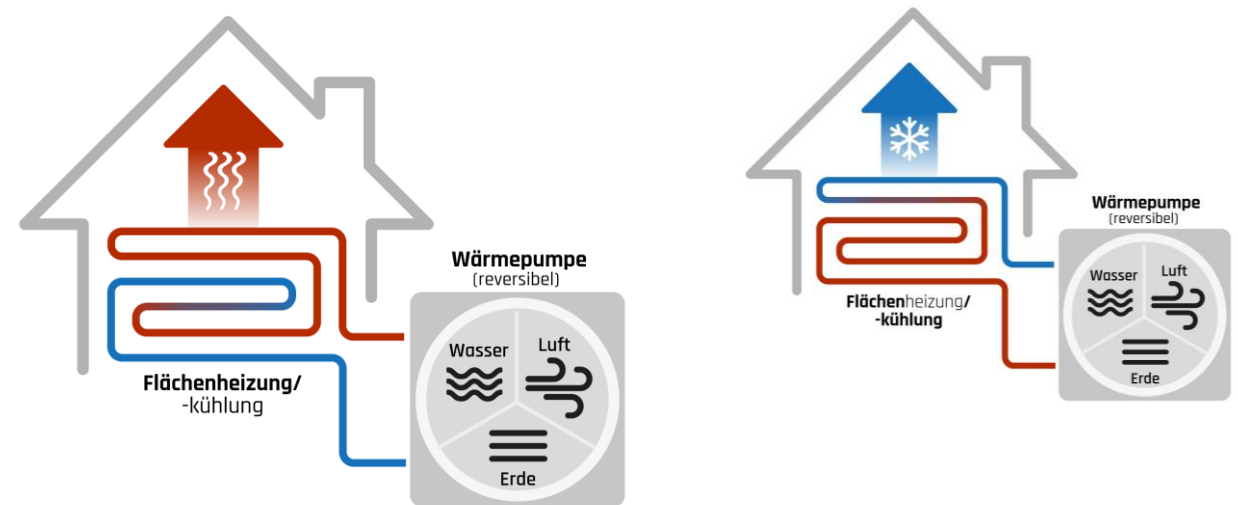 Wärmepumpe
(reversibel)
Wasser
Luft
Erde
Flächenheizung/
-kühlung
Wärmepumpe
(reversibel)
Wasser
Luft
Erde
Flächenheizung/
-kühlung